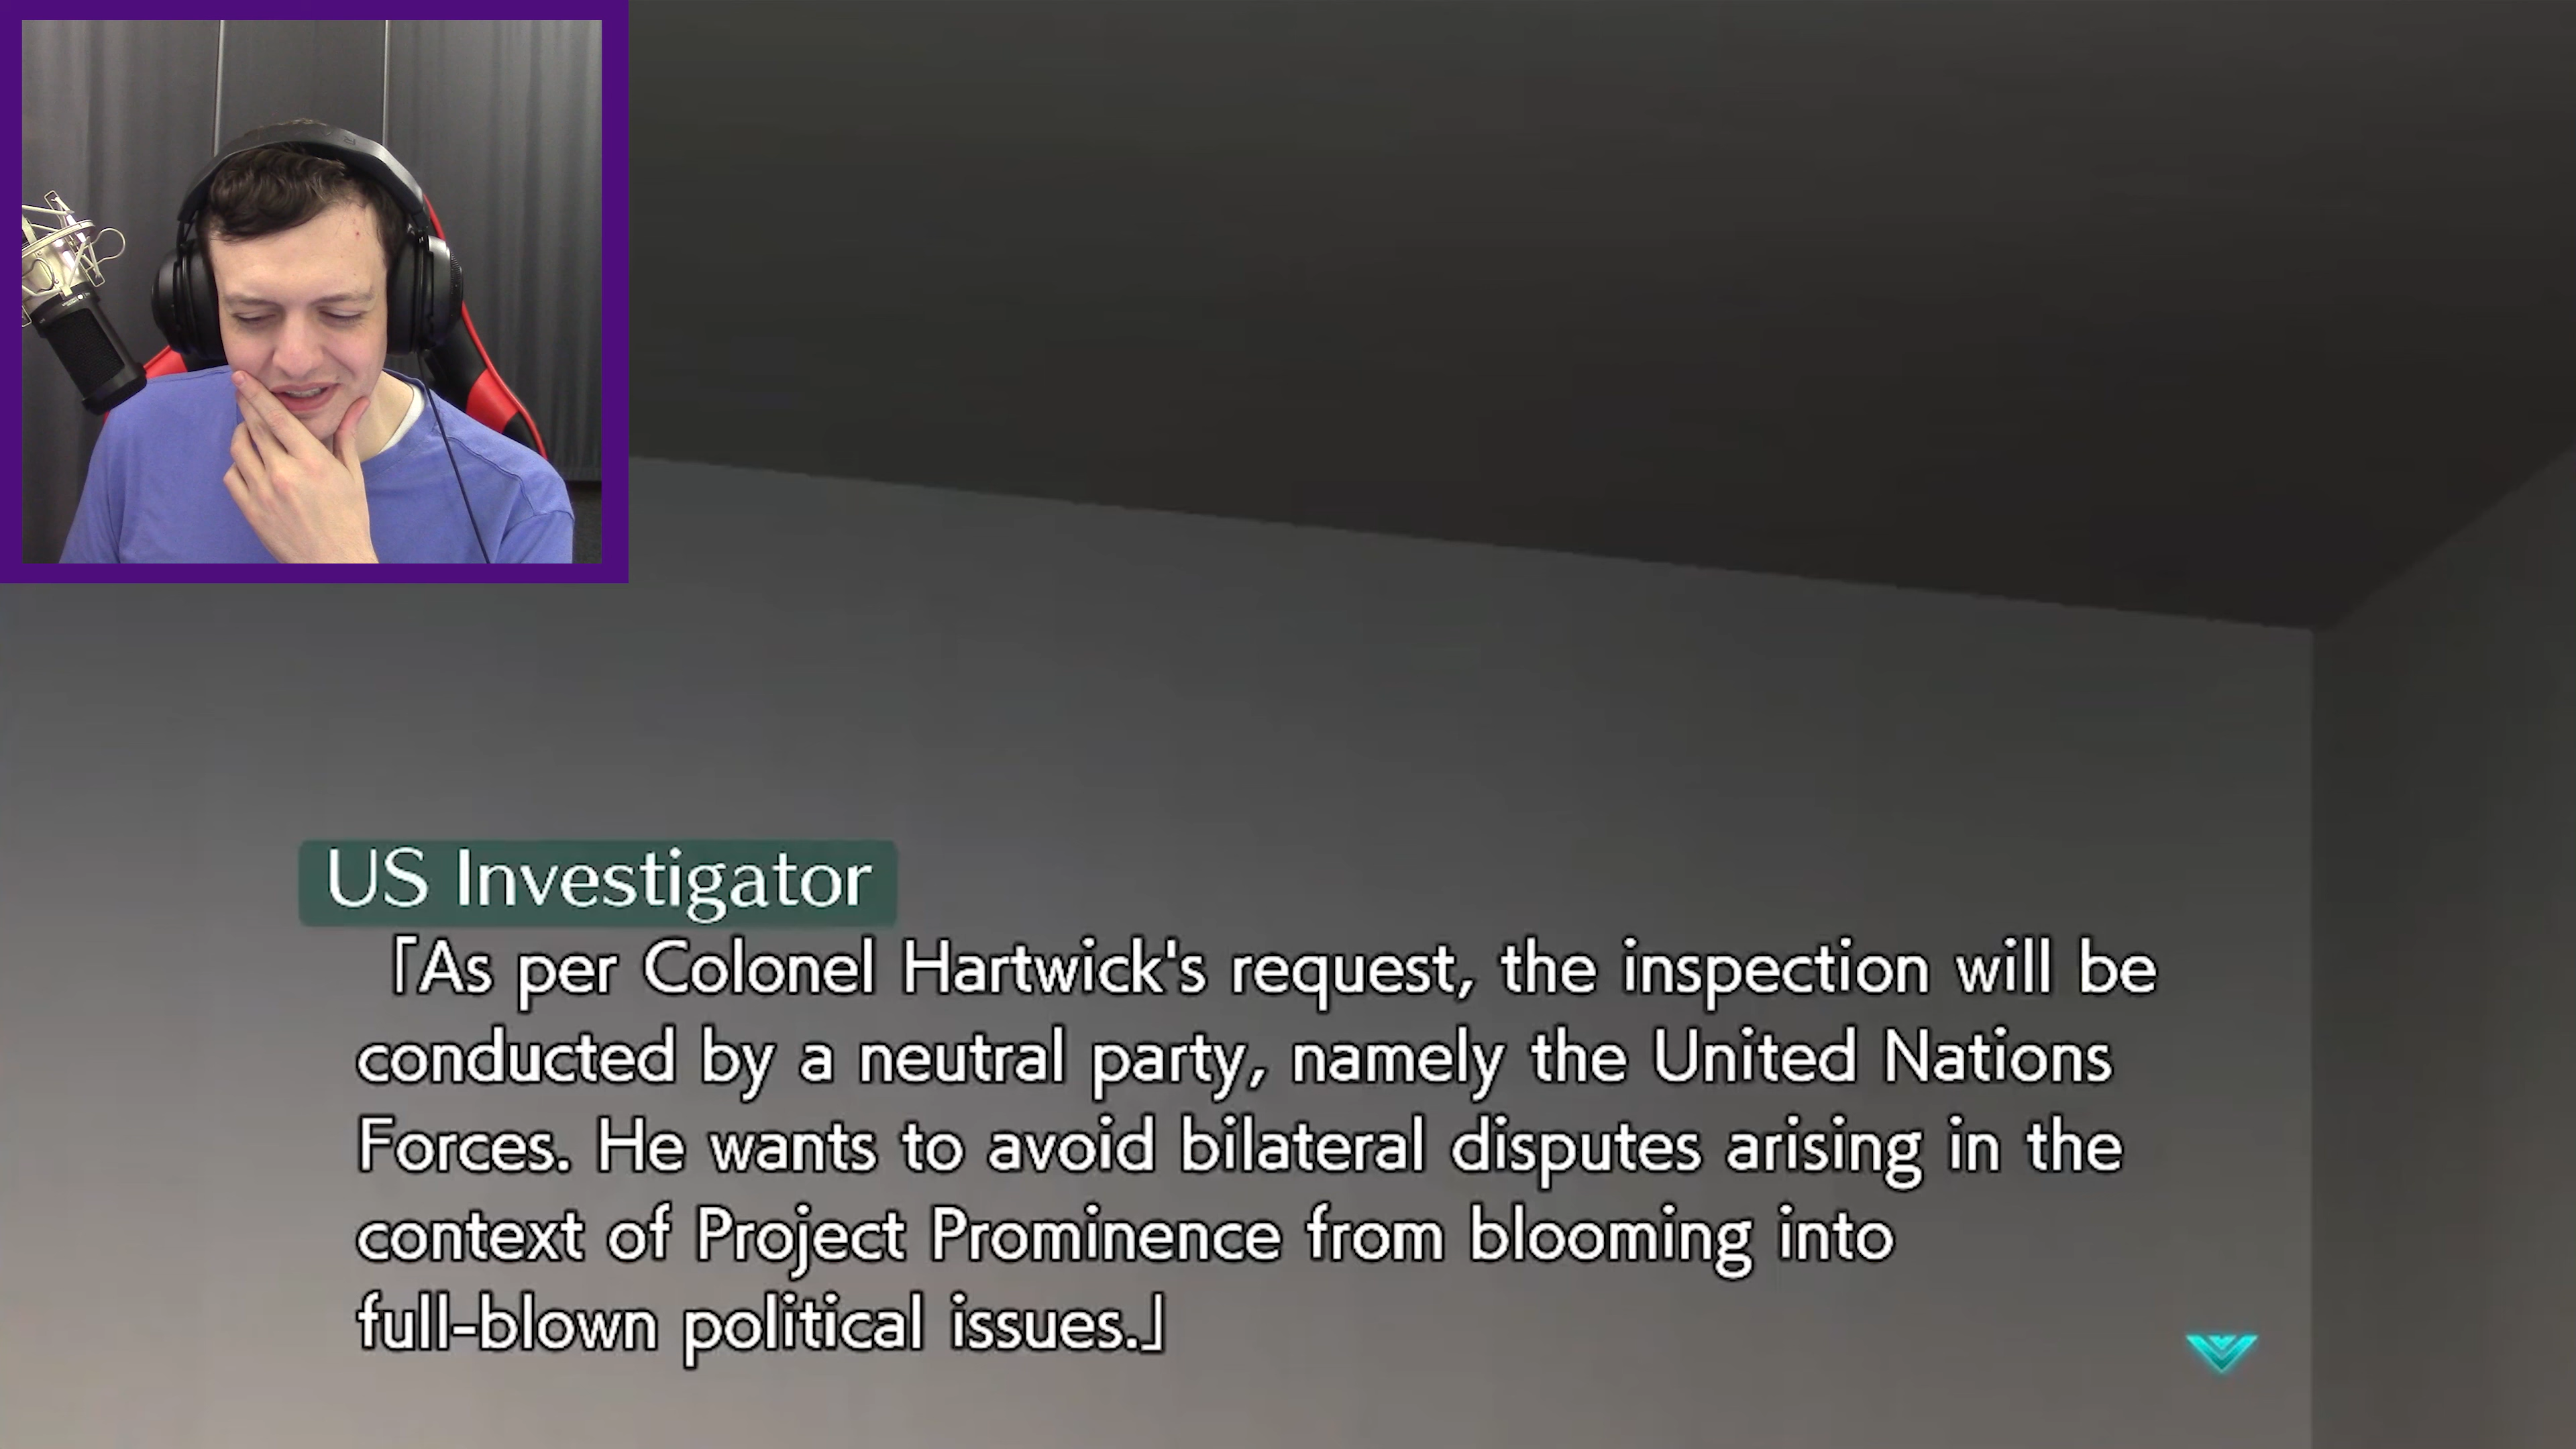 US Investigator
「As per Colonel Hartwick's request, the inspection will be
conducted by a neutral party, namely the United Nations
Forces. He wants to avoid bilateral disputes arising in the
context of Project Prominence from blooming into
full-blown political issues.」